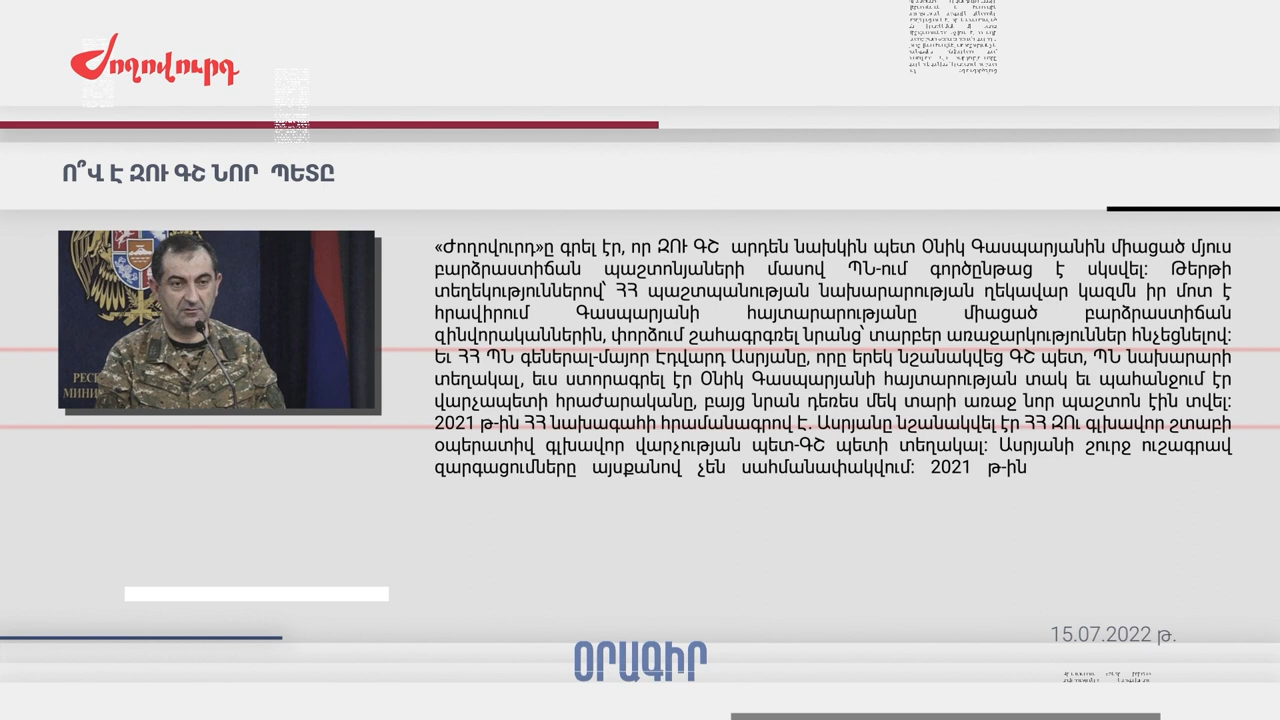 Ժողովուրդ
Ո՞Վ Է ԶՈՒ ԳՇ ՆՈՐ ՊԵՏԸ
«Ժողովուրդ»ը գրել էր, որ ԶՈՒ ԳՇ արդեն նախկին պետ Օնիկ Գասպարյանին միացած մյուս
բարձրաստիճան պաշտոնյաների մասով ՊՆ-ում գործընթաց է սկսվել: Թերթի
տեղեկություններով՝ ՀՀ պաշտպանության նախարարության ղեկավար կազմն իր մոտ է
հրավիրում Գասպարյանի հայտարարությանը միացած բարձրաստիճան
զինվորականներին, փորձում շահագրգռել նրանց՝ տարբեր առաջարկություններ հնչեցնելով:
Եւ ՀՀ ՊՆ գեներալ-մայոր Էդվարդ Ասրյանը, որը երեկ նշանակվեց ԳՇ պետ, ՊՆ նախարարի
տեղակալ, եւս ստորագրել էր Օնիկ Գասպարյանի հայտարության տակ եւ պահանջում էր
վարչապետի հրաժարականը, բայց նրան դեռես մեկ տարի առաջ նոր պաշտոն էին տվել:
2021 թ-ին ՀՀ նախագահի հրամանագրով Է. Ասրյանը նշանակվել էր ՀՀ ԶՈւ գլխավոր շտաբի
օպերատիվ գլխավոր վարչության պետ-ԳՇ պետի տեղակալ: Ասրյանի շուրջ ուշագրավ
զարգացումները այսքանով չեն սահմանափակվում: 2021 թ-ին
15.07.2022 թ.
ՕՐԱԳԻՐ